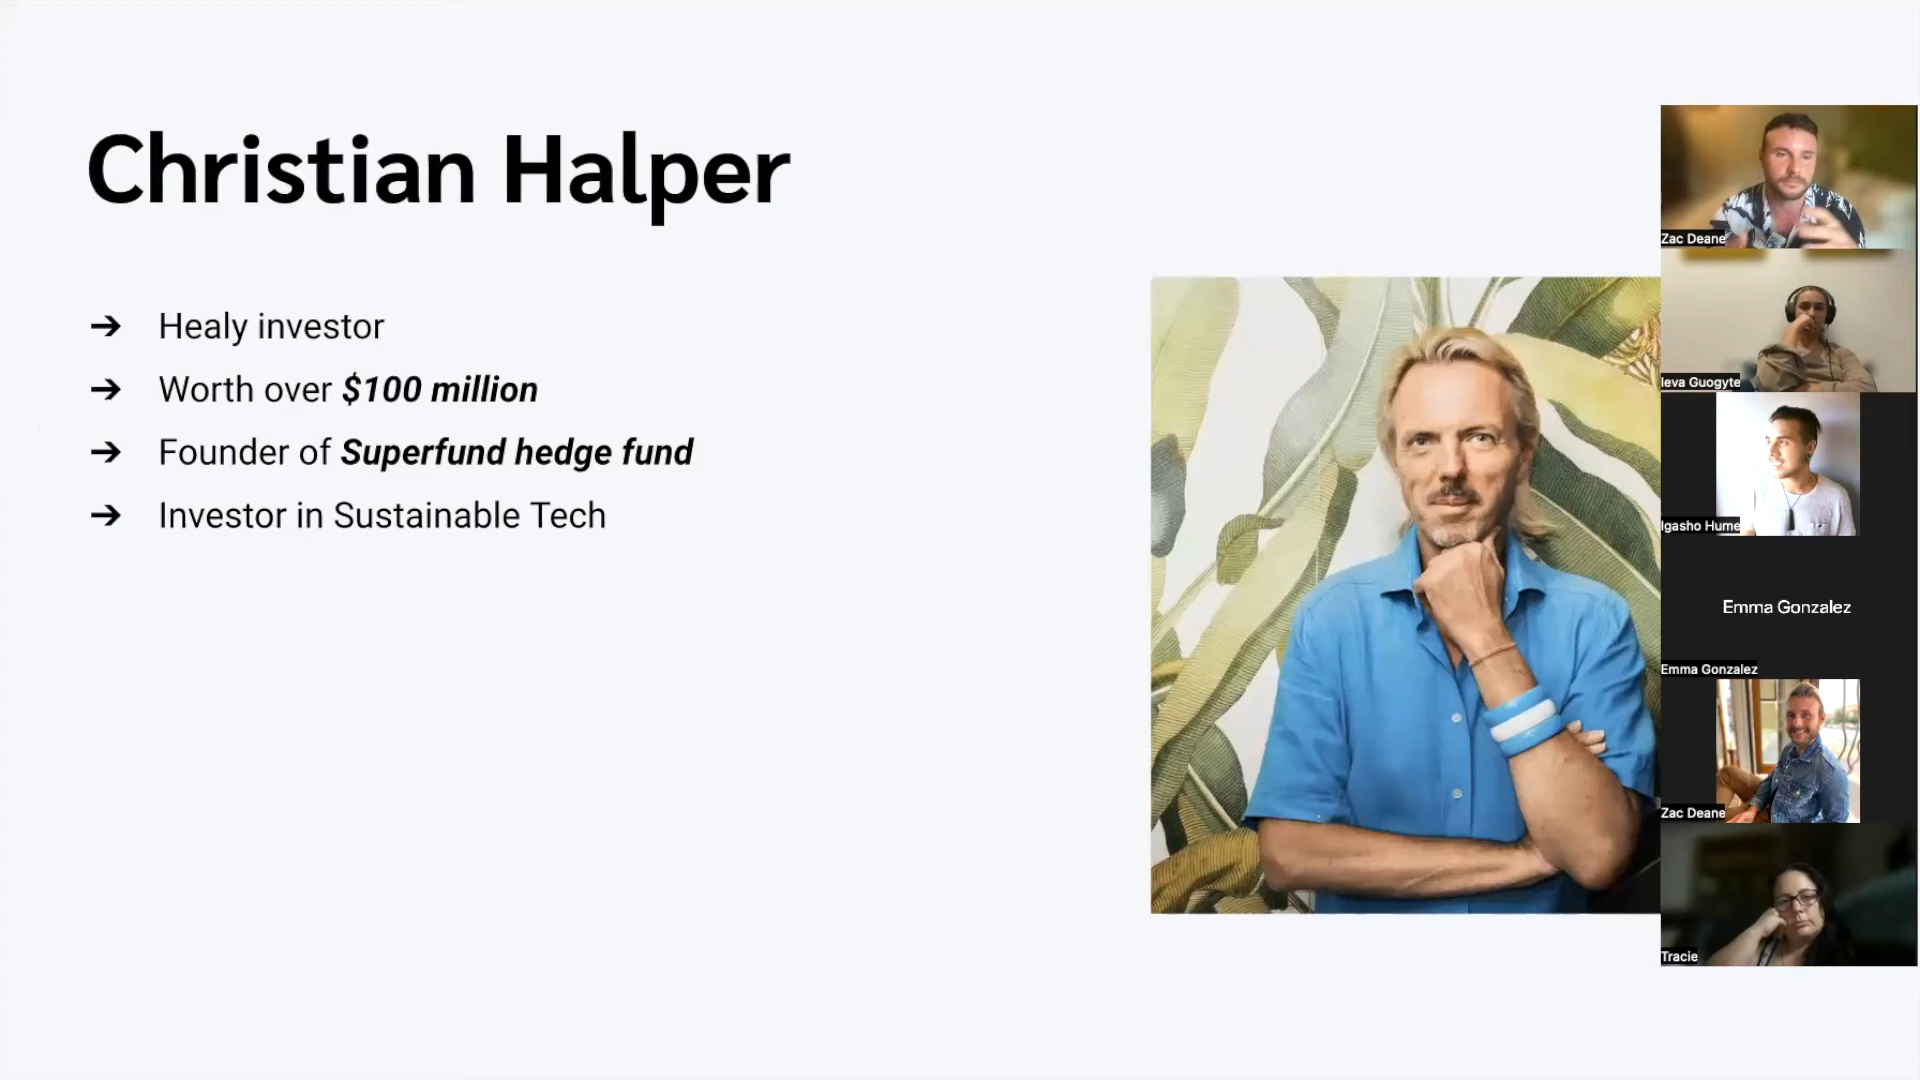 Christian Halper
➔ Healy investor
➔ Worth over $100 million
➔ Founder of Superfund hedge fund
➔ Investor in Sustainable Tech
Zac Deane
Ieva Guogyte
Igasho Hume
Emma Gonzalez
Emma Gonzalez
Zac Deane
Tracie